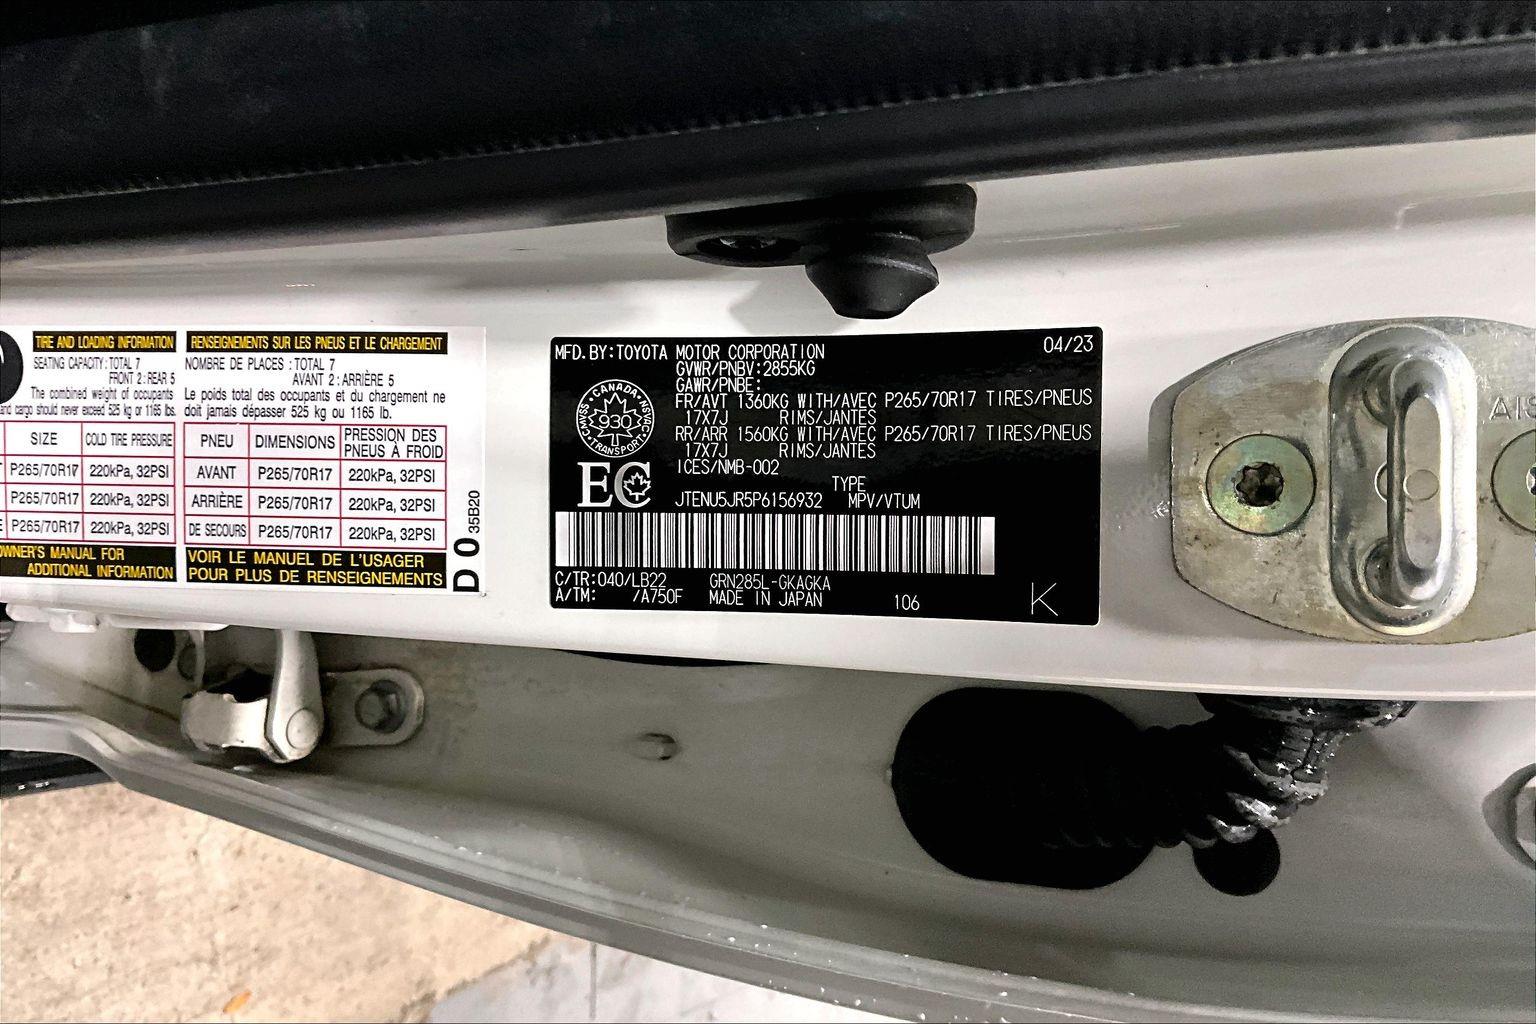 TIRE AND LOADING INFORMATION
SEATING CAPACITY : TOTAL 7
FRONT 2 : REAR 5
The combined weight of occupants
and cargo should never exceed 525 kg or 1165 lbs.
SIZE COLD TIRE PRESSURE
P265/70R17 220kPa, 32PSI
P265/70R17 220kPa, 32PSI
P265/70R17 220kPa, 32PSI
OWNER'S MANUAL FOR
ADDITIONAL INFORMATION
RENSEIGNEMENTS SUR LES PNEUS ET LE CHARGEMENT
NOMBRE DE PLACES : TOTAL 7
AVANT 2 : ARRIÈRE 5
Le poids total des occupants et du chargement ne
doit jamais dépasser 525 kg ou 1165 lb.
PNEU DIMENSIONS PRESSION DES PNEUS À FROID
AVANT P265/70R17 220kPa, 32PSI
ARRIÈRE P265/70R17 220kPa, 32PSI
DE SECOURS P265/70R17 220kPa, 32PSI
VOIR LE MANUEL DE L'USAGER
POUR PLUS DE RENSEIGNEMENTS
D 0 35B20
MFD. BY: TOYOTA MOTOR CORPORATION 04/23
GVWR/PNBV: 2855KG
GAWR/PNBE:
FR/AVT 1360KG WITH/AVEC P265/70R17 TIRES/PNEUS
17X7J RIMS/JANTES
RR/ARR 1560KG WITH/AVEC P265/70R17 TIRES/PNEUS
17X7J RIMS/JANTES
ICES/NMB-002
CANADA
CMVSS 930 NSVAC
TRANSPORT
EC
TYPE
JTENU5JR5P6156932 MPV/VTUM
C/TR: 040/LB22 GRN285L-GKAGKA
A/TM: /A750F MADE IN JAPAN 106
K